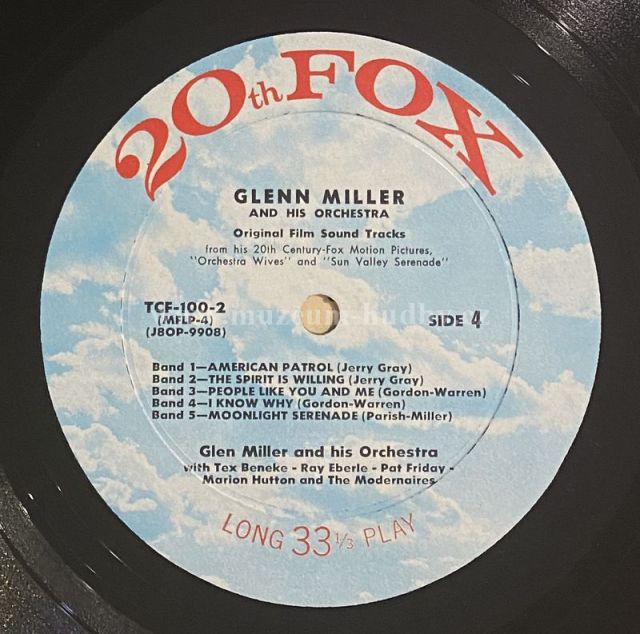 20th FOX
GLENN MILLER
AND HIS ORCHESTRA
Original Film Sound Tracks
from his 20th Century-Fox Motion Pictures,
"Orchestra Wives" and "Sun Valley Serenade"
TCF-100-2
(MFLP-4)
(J8OP-9908)
SIDE 4
Band 1—AMERICAN PATROL (Jerry Gray)
Band 2—THE SPIRIT IS WILLING (Jerry Gray)
Band 3—PEOPLE LIKE YOU AND ME (Gordon-Warren)
Band 4—I KNOW WHY (Gordon-Warren)
Band 5—MOONLIGHT SERENADE (Parish-Miller)
Glen Miller and his Orchestra
with Tex Beneke - Ray Eberle - Pat Friday -
Marion Hutton and The Modernaires
LONG 33 1/3 PLAY